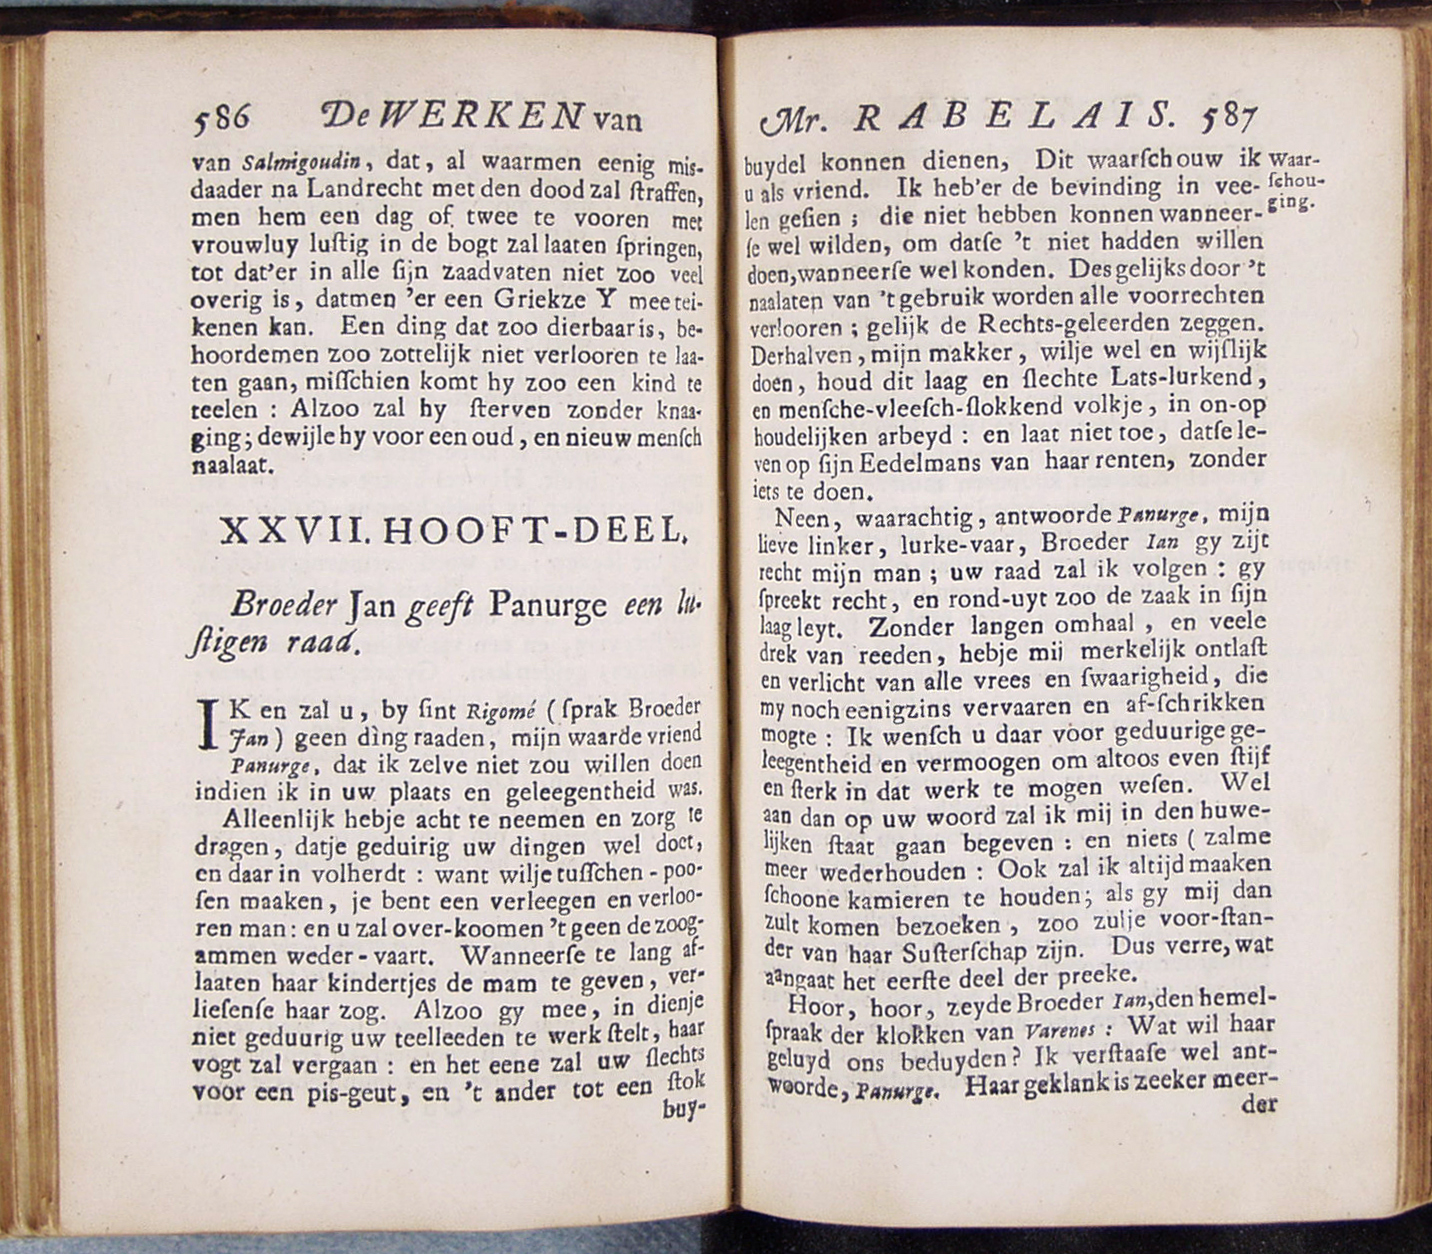 586 De WERKEN van
van Salmigoudin, dat, al waarmen eenig mis-
daader na Landrecht met den dood zal ſtraffen,
men hem een dag of twee te vooren met
vrouwluy luſtig in de bogt zal laaten ſpringen,
tot dat'er in alle ſijn zaadvaten niet zoo veel
overig is, datmen 'er een Griekze Y mee tei-
kenen kan. Een ding dat zoo dierbaar is, be-
hoordemen zoo zottelijk niet verlooren te laa-
ten gaan, miſſchien komt hy zoo een kind te
teelen : Alzoo zal hy ſterven zonder knaa-
ging; dewijle hy voor een oud, en nieuw menſch
naalaat.
XXVII. HOOFT-DEEL.
Broeder Jan geeft Panurge een lu-
ſtigen raad.
IK en zal u, by ſint Rigomé (ſprak Broeder
Jan) geen ding raaden, mijn waarde vriend
Panurge, dat ik zelve niet zou willen doen
indien ik in uw plaats en geleegentheid was.
Alleenlijk hebje acht te neemen en zorg te
dragen, datje geduirig uw dingen wel doet,
en daar in volherdt : want wilje tuſſchen-poo-
ſen maaken, je bent een verleegen en verloo-
ren man: en u zal over-koomen 't geen de zoog-
ammen weder-vaart. Wanneerſe te lang af-
laaten haar kindertjes de mam te geven, ver-
lieſenſe haar zog. Alzoo gy mee, in dienje
niet geduurig uw teelleeden te werk ſtelt, haar
vogt zal vergaan : en het eene zal uw ſlechts
voor een pis-geut, en 't ander tot een ſtok
buy-
Mr. RABELAIS. 587
buydel konnen dienen, Dit waarſchouw ik
u als vriend. Ik heb'er de bevinding in vee-
len geſien ; die niet hebben konnen wanneer-
ſe wel wilden, om datſe 't niet hadden willen
doen, wanneerſe wel konden. Desgelijks door 't
naalaten van 't gebruik worden alle voorrechten
verlooren ; gelijk de Rechts-geleerden zeggen.
Derhalven, mijn makker, wilje wel en wijſlijk
doen, houd dit laag en ſlechte Lats-lurkend,
en menſche-vleeſch-ſlokkend volkje, in on-op
houdelijken arbeyd : en laat niet toe, datſe le-
ven op ſijn Eedelmans van haar renten, zonder
iets te doen.
Neen, waarachtig, antwoorde Panurge, mijn
lieve linker, lurke-vaar, Broeder Ian gy zijt
recht mijn man ; uw raad zal ik volgen : gy
ſpreekt recht, en rond-uyt zoo de zaak in ſijn
laag leyt. Zonder langen omhaal, en veele
drek van reeden, hebje mij merkelijk ontlaſt
en verlicht van alle vrees en ſwaarigheid, die
my noch eenigzins vervaaren en af-ſchrikken
mogte : Ik wenſch u daar voor geduurige ge-
leegentheid en vermoogen om altoos even ſtijf
en ſterk in dat werk te mogen weſen. Wel
aan dan op uw woord zal ik mij in den huwe-
lijken ſtaat gaan begeven : en niets (zalme
meer wederhouden : Ook zal ik altijd maaken
ſchoone kamieren te houden; als gy mij dan
zult komen bezoeken, zoo zulje voor-ſtan-
der van haar Suſterſchap zijn. Dus verre, wat
aangaat het eerſte deel der preeke.
Hoor, hoor, zeyde Broeder Ian, den hemel-
ſpraak der klokken van Varenes : Wat wil haar
geluyd ons beduyden? Ik verſtaaſe wel ant-
woorde, Panurge. Haar geklank is zeeker meer-
der
Waar-
ſchou-
ging.